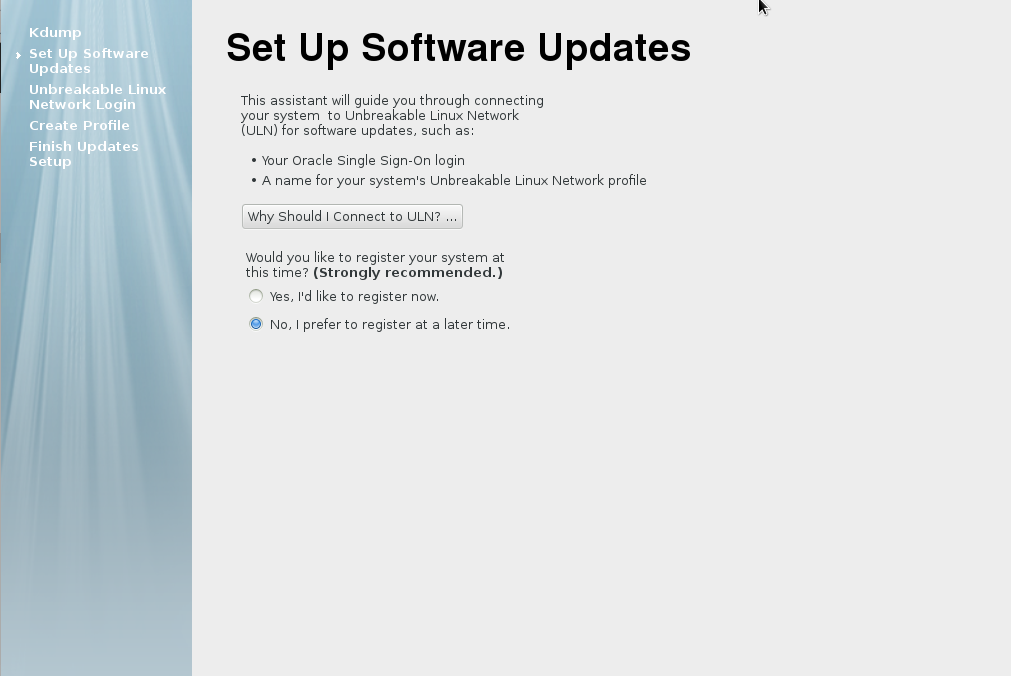 Kdump
Set Up Software
Updates
Unbreakable Linux
Network Login
Create Profile
Finish Updates
Setup
Set Up Software Updates
This assistant will guide you through connecting
your system  to Unbreakable Linux Network
(ULN) for software updates, such as:
• Your Oracle Single Sign-On login
• A name for your system's Unbreakable Linux Network profile
Why Should I Connect to ULN? ...
Would you like to register your system at
this time? (Strongly recommended.)
Yes, I'd like to register now.
No, I prefer to register at a later time.